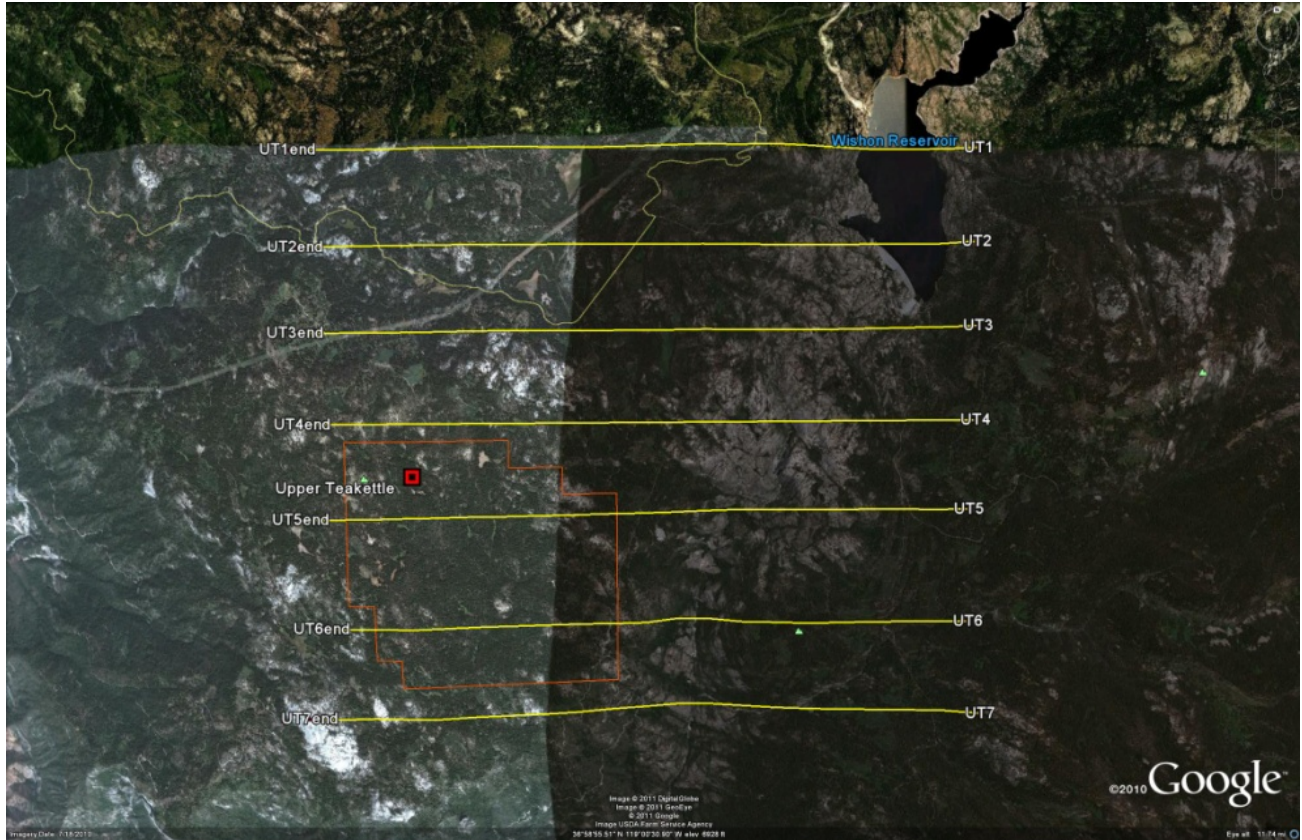 Wishon Reservoir
UT1end
UT1
UT2end
UT2
UT3end
UT3
UT4end
UT4
Upper Teakettle
UT5end
UT5
UT6end
UT6
UT7end
UT7
©2010 Google
Image © 2011 DigitalGlobe
Image © 2011 GeoEye
© 2011 Google
Image USDA Farm Service Agency